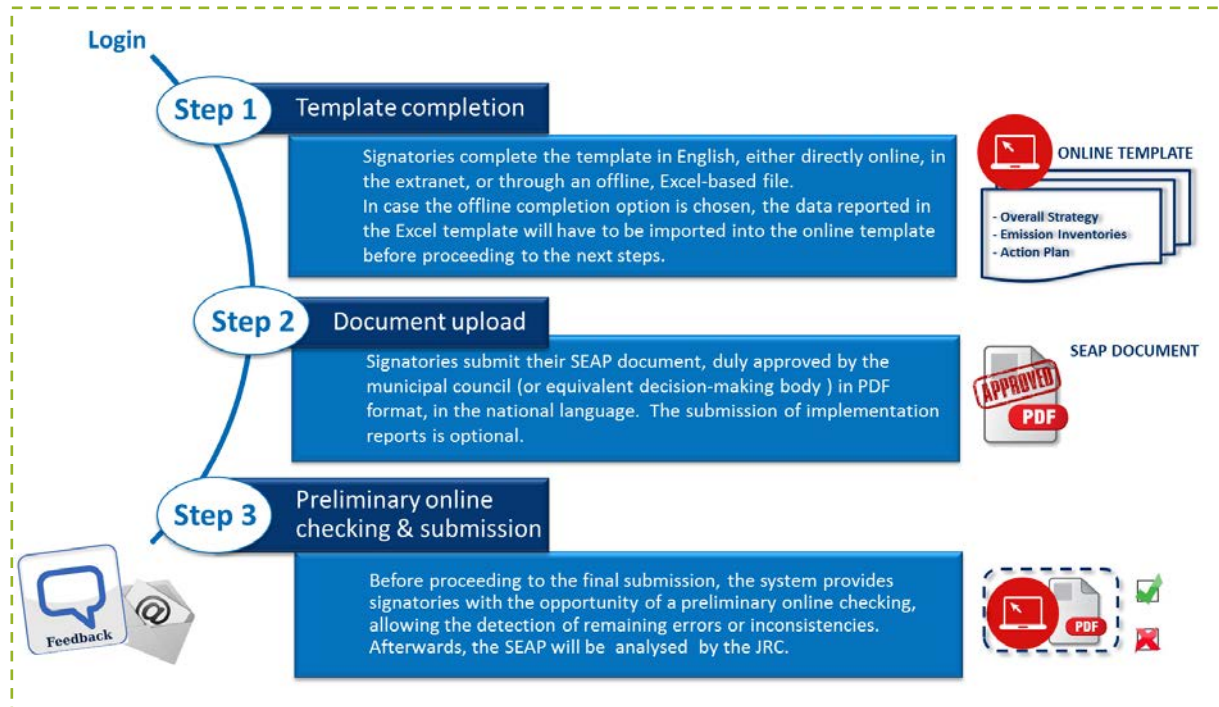 Login
Step 1
Template completion
Signatories complete the template in English, either directly online, in
the extranet, or through an offline, Excel-based file.
In case the offline completion option is chosen, the data reported in
the Excel template will have to be imported into the online template
before proceeding to the next steps.
ONLINE TEMPLATE
- Overall Strategy
- Emission Inventories
- Action Plan
Step 2
Document upload
Signatories submit their SEAP document, duly approved by the
municipal council (or equivalent decision-making body ) in PDF
format, in the national language. The submission of implementation
reports is optional.
SEAP DOCUMENT
APPROVED
PDF
Step 3
Preliminary online
checking & submission
Before proceeding to the final submission, the system provides
signatories with the opportunity of a preliminary online checking,
allowing the detection of remaining errors or inconsistencies.
Afterwards, the SEAP will be analysed by the JRC.
PDF
Feedback
@